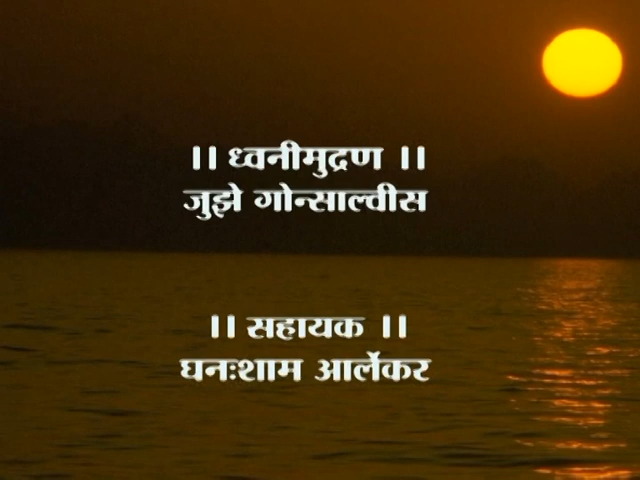 ।। ध्वनीमुद्रण ।।
जुझे गोन्साल्वीस
।। सहायक ।।
घनःशाम आर्लेकर